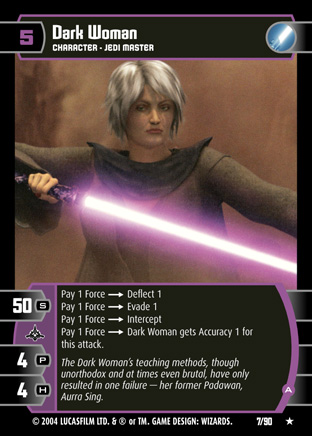 5
Dark Woman
CHARACTER • JEDI MASTER
50 S
4 P
4 H
Pay 1 Force → Deflect 1
Pay 1 Force → Evade 1
Pay 1 Force → Intercept
Pay 1 Force → Dark Woman gets Accuracy 1 for
this attack.
The Dark Woman's teaching methods, though
unorthodox and at times even brutal, have only
resulted in one failure — her former Padawan,
Aurra Sing.
A
© 2004 LUCASFILM LTD. & ® or TM. GAME DESIGN: WIZARDS. 7/90 ★